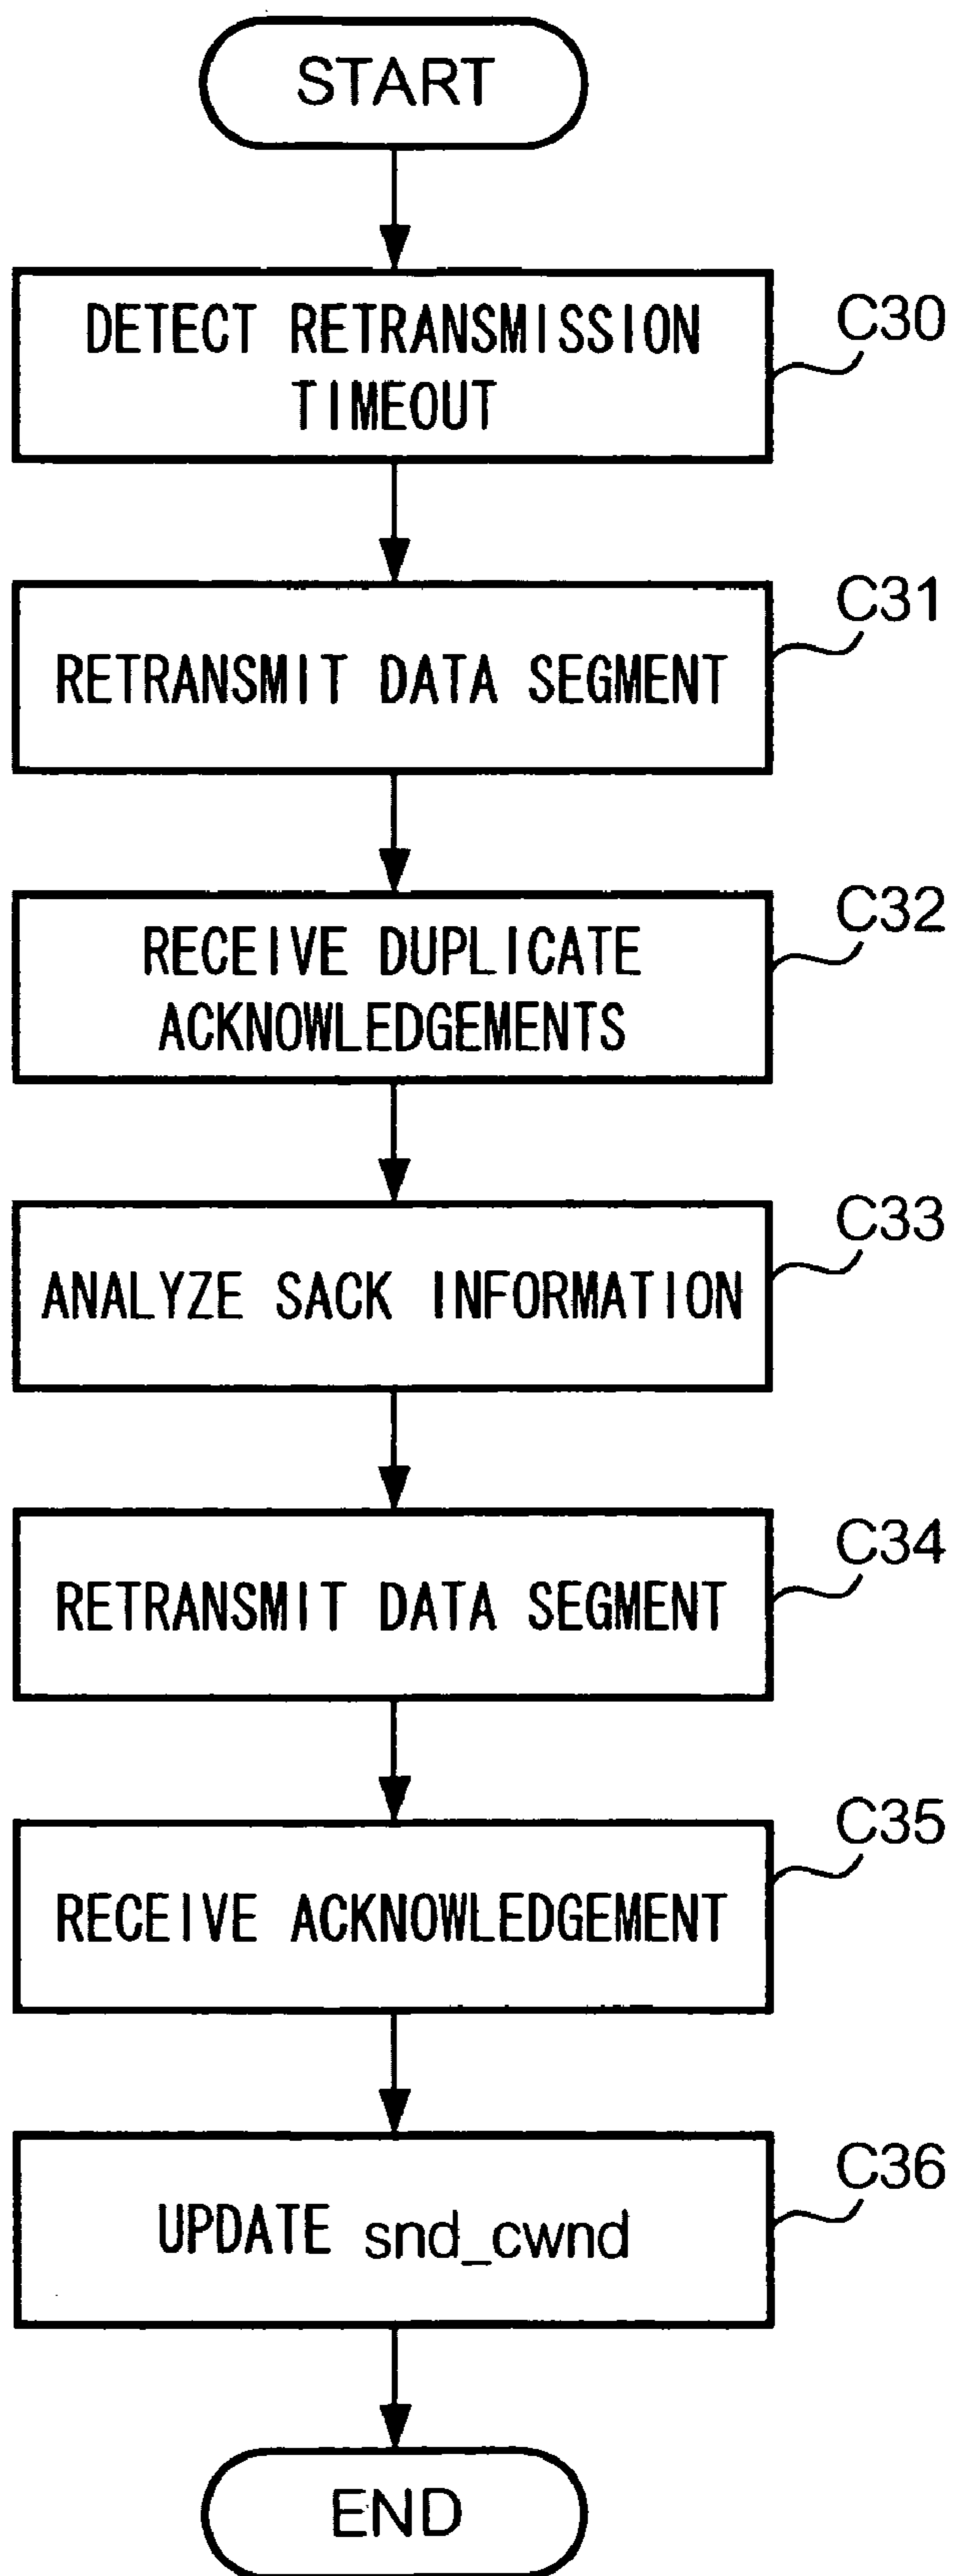 START
DETECT RETRANSMISSION
TIMEOUT
C30
RETRANSMIT DATA SEGMENT
C31
RECEIVE DUPLICATE
ACKNOWLEDGEMENTS
C32
ANALYZE SACK INFORMATION
C33
RETRANSMIT DATA SEGMENT
C34
RECEIVE ACKNOWLEDGEMENT
C35
UPDATE snd_cwnd
C36
END